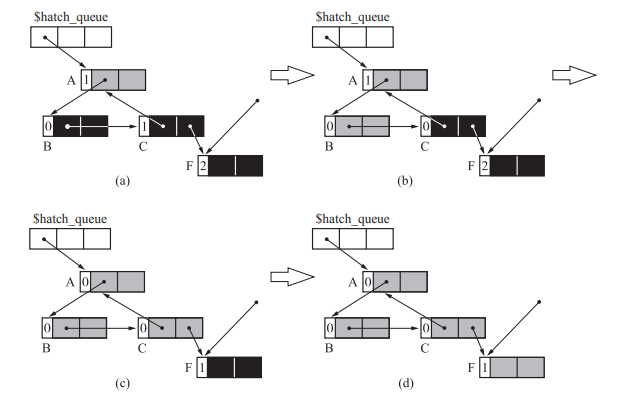 $hatch_queue
A 1
0 1
B C
F 2
(a)
$hatch_queue
A 1
0 0
B C
F 2
(b)
$hatch_queue
A 0
0 0
B C
F 1
(c)
$hatch_queue
A 0
0 0
B C
F 1
(d)